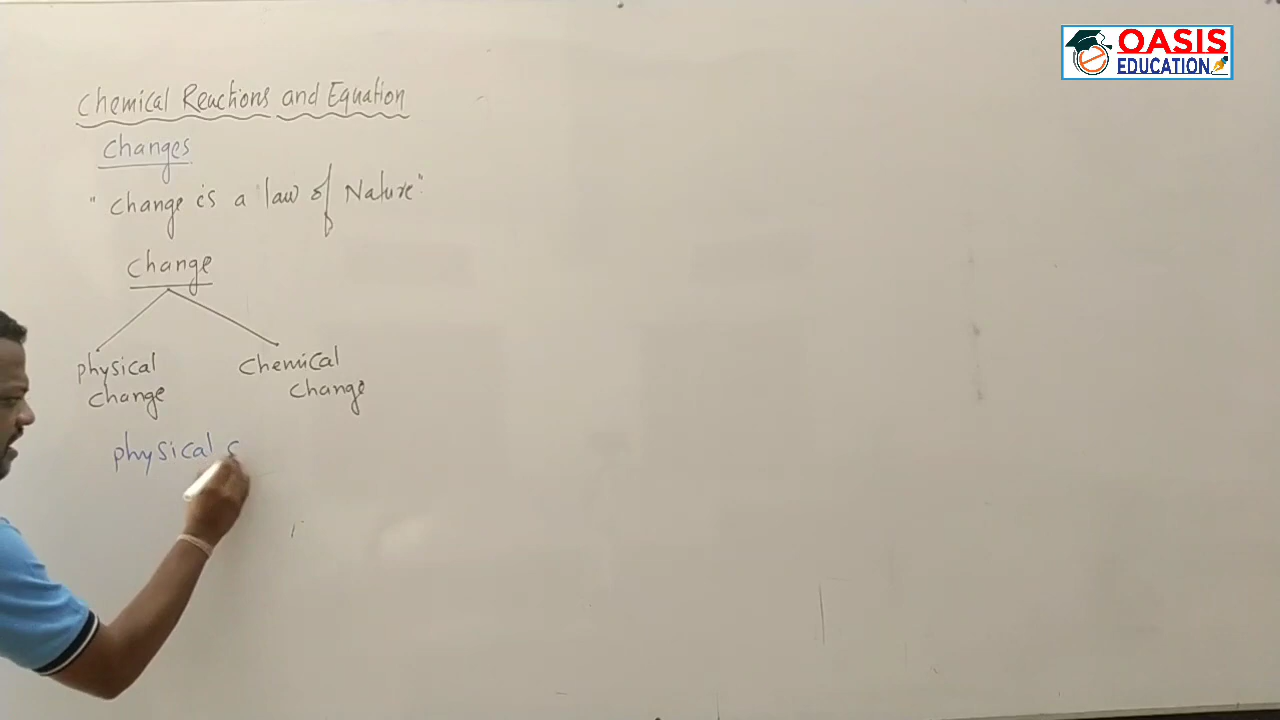 Chemical Reactions and Equation
Changes
"Change is a law of Nature"
Change
physical
change
Chemical
change
physical c
OASIS
EDUCATION